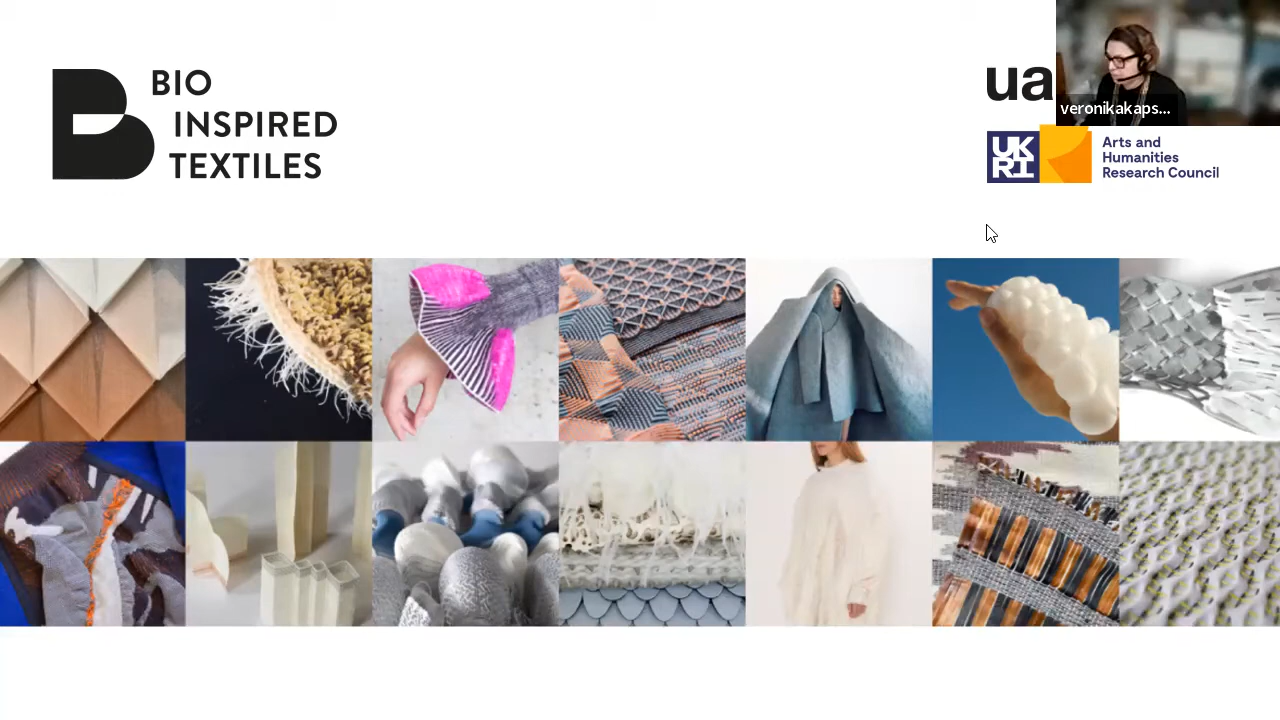 BIO
INSPIRED
TEXTILES
ua
veronikakaps...
UK
RI
Arts and
Humanities
Research Council